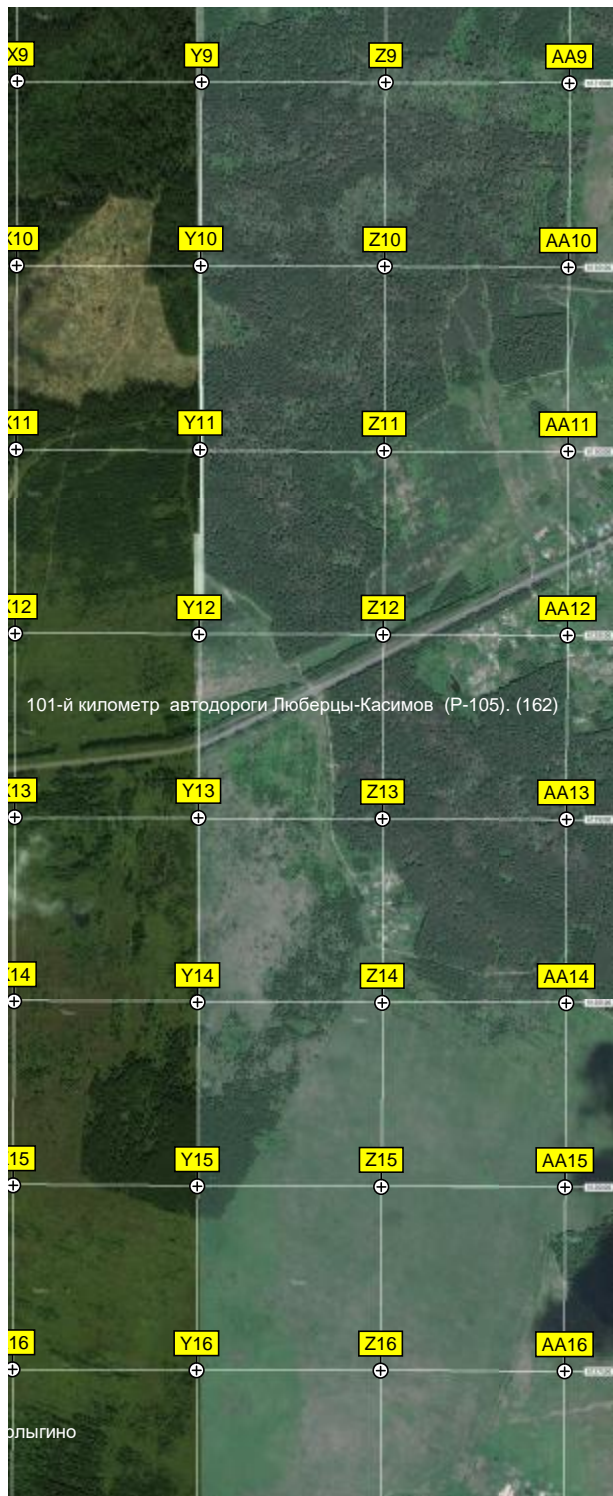 X9 Y9 Z9 AA9
X10 Y10 Z10 AA10
X11 Y11 Z11 AA11
X12 Y12 Z12 AA12
101-й километр автодороги Люберцы-Касимов (Р-105). (162)
X13 Y13 Z13 AA13
14 Y14 Z14 AA14
15 Y15 Z15 AA15
16 Y16 Z16 AA16
олыгино